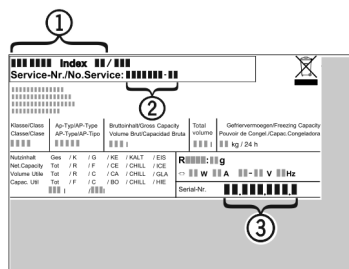 1
Index /
Service-Nr./No.Service: -
2
Klasse/Class Ap-Typ/AP-Type Bruttoinhalt/Gross Capacity Total Gefriervermoegen/Freezing Capacity
Classe/Clase AP-Type/AP-Tipo Volume Brut/Capacidad Bruta volume Pouvoir de Congel./Capac.Congeladora
l l kg / 24 h
Nutzinhalt Ges / K / G / KE / KALT / EIS
Net.Capacity Tot / R / F / CE / CHILL / ICE
Volume Utile Tot / R / C / CA / CHILL / GLA
Capac. Util Tot / F / C / BO / CHILL / HIE
l / l
R : g
W A - V Hz
Serial-Nr. . . .
3